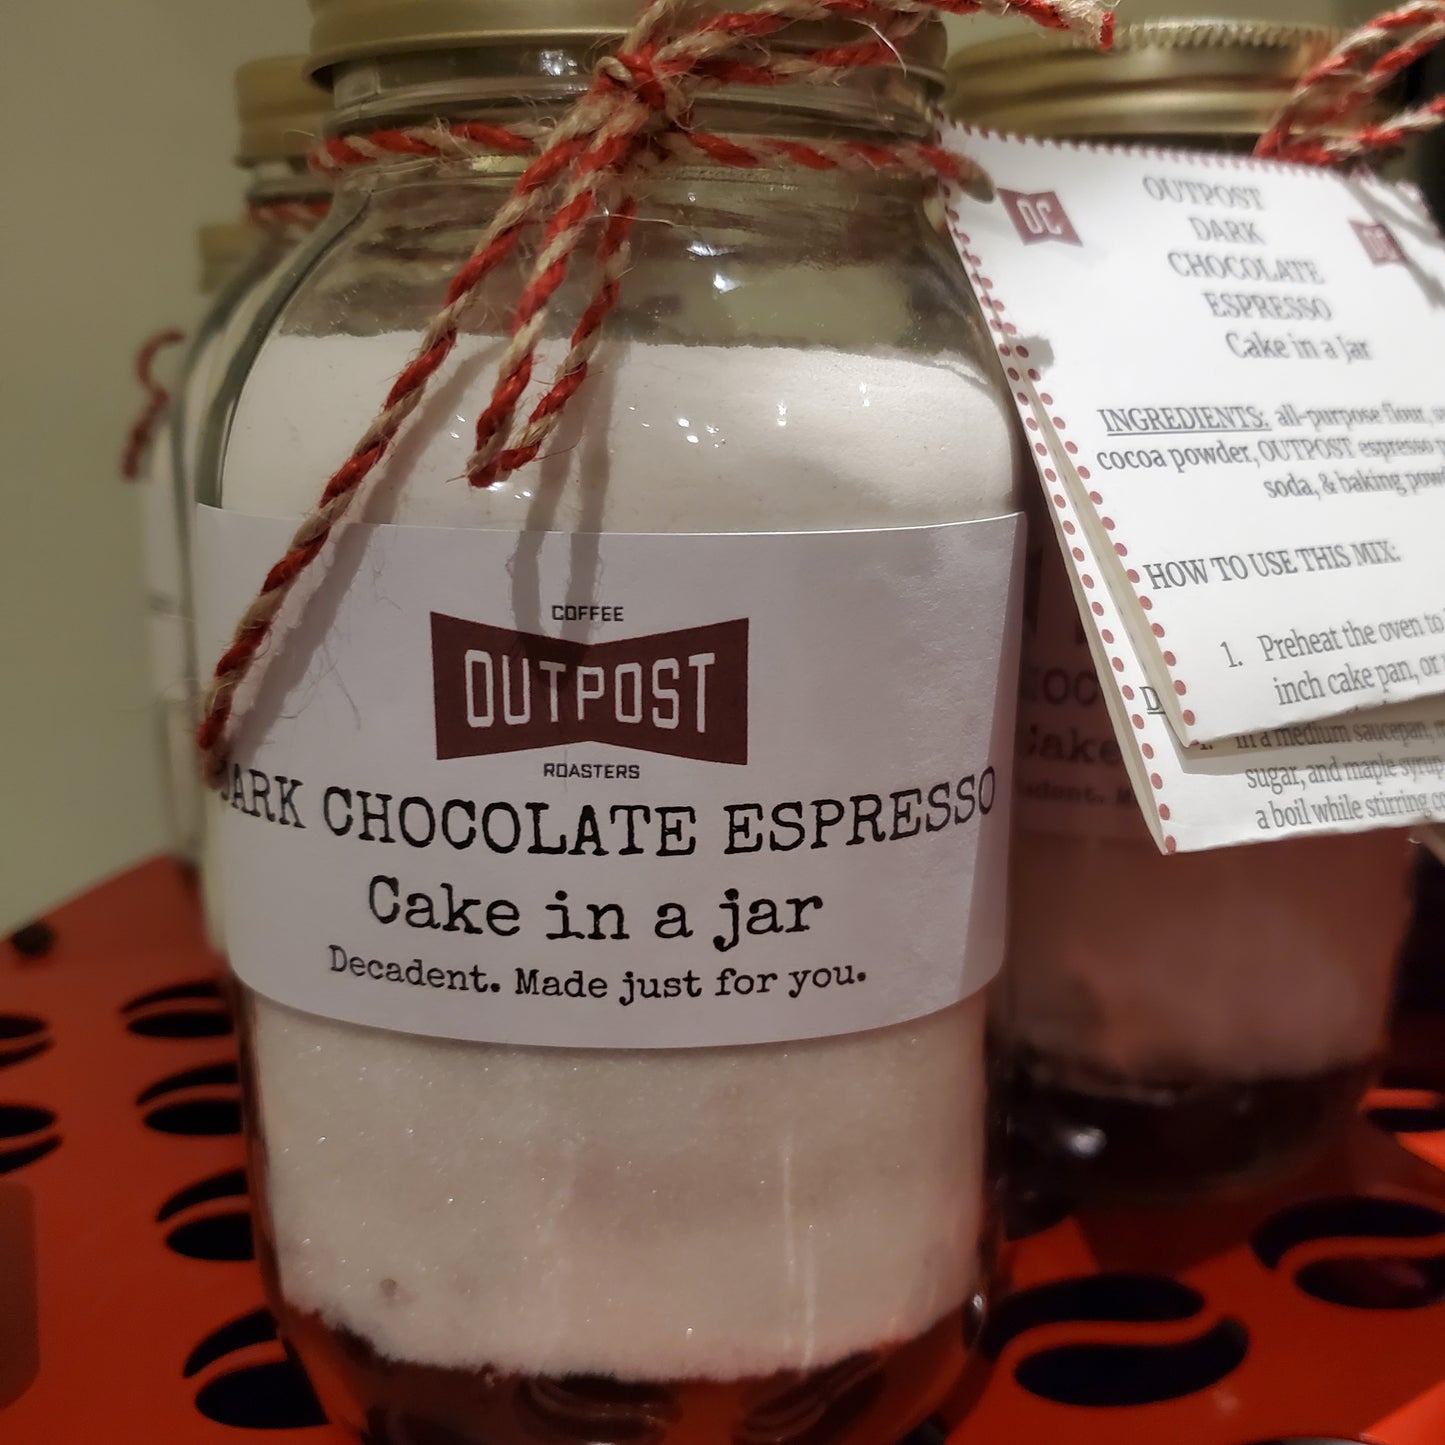 COFFEE
OUTPOST
ROASTERS
DARK CHOCOLATE ESPRESSO
Cake in a jar
Decadent. Made just for you.
OC
OUTPOST
DARK
CHOCOLATE
ESPRESSO
Cake in a Jar
INGREDIENTS: all-purpose flour,
cocoa powder, OUTPOST espresso
soda, & baking
HOW TO USE THIS MIX:
1. Preheat the oven to
inch cake pan, or
1. In a medium saucepan,
sugar, and maple syrup
a boil while stirring